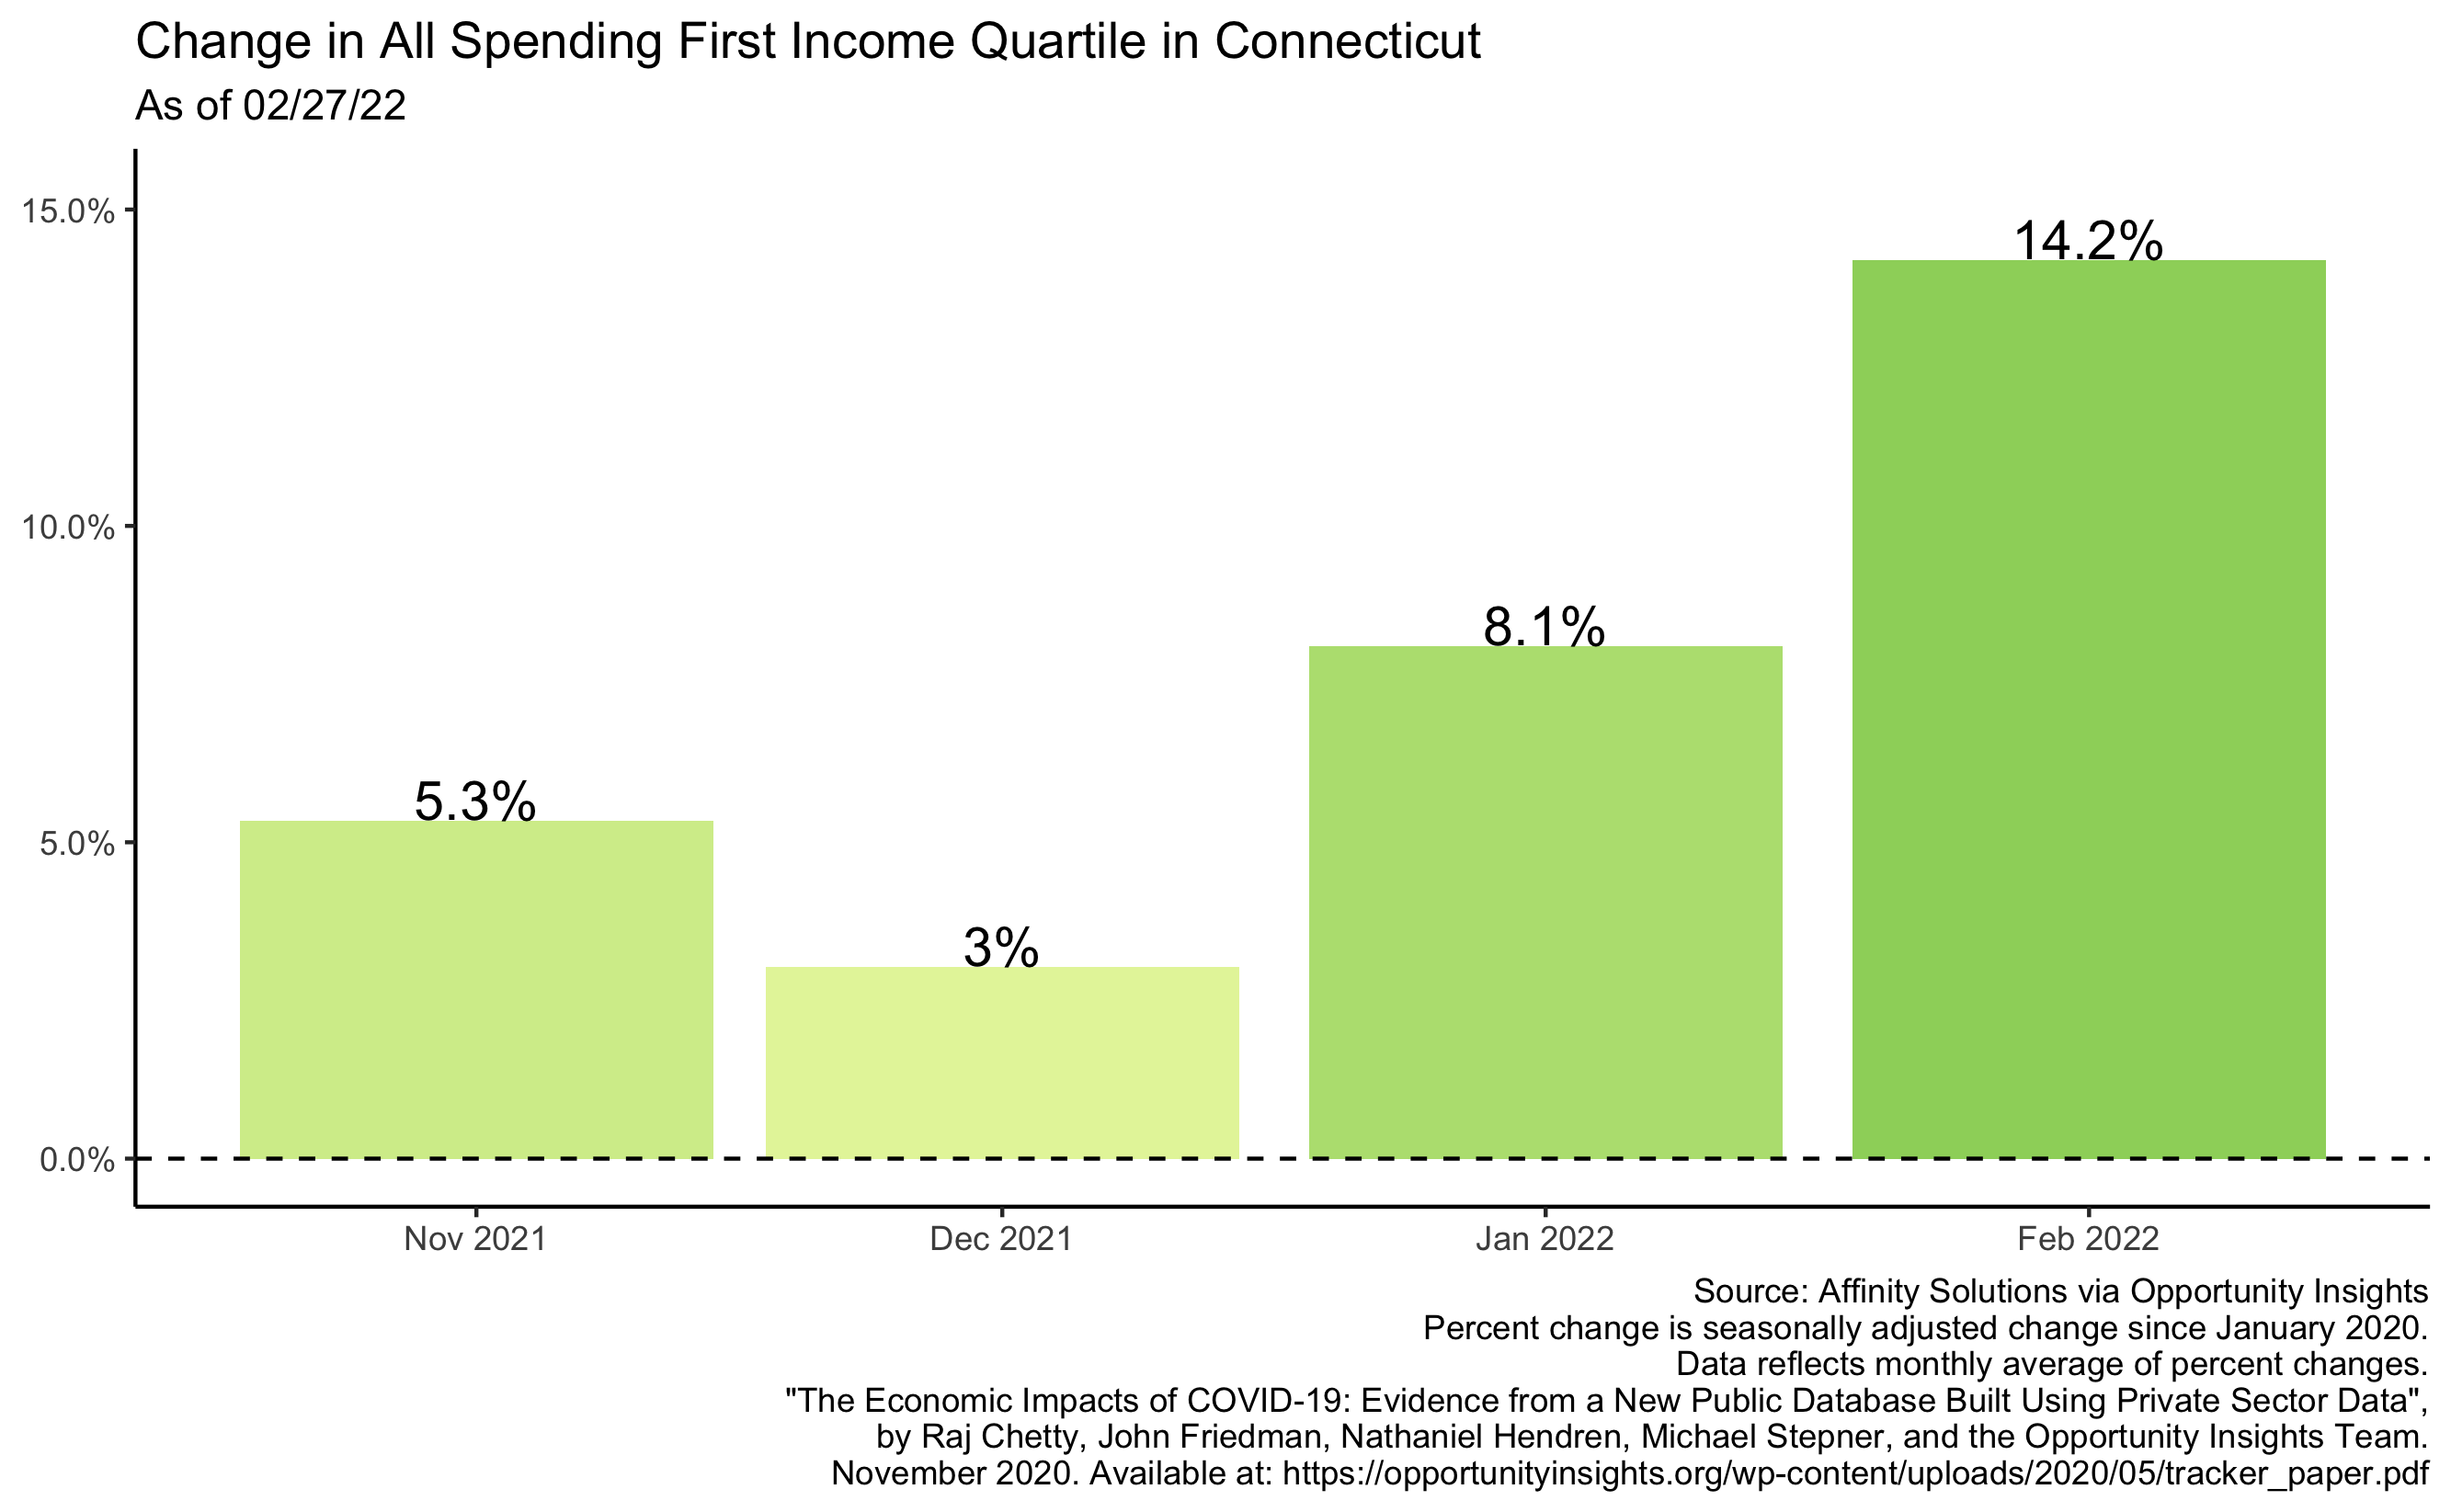 Change in All Spending First Income Quartile in Connecticut
As of 02/27/22
15.0%
10.0%
5.0%
0.0%
5.3%
3%
8.1%
14.2%
Nov 2021
Dec 2021
Jan 2022
Feb 2022
Source: Affinity Solutions via Opportunity Insights
Percent change is seasonally adjusted change since January 2020.
Data reflects monthly average of percent changes.
"The Economic Impacts of COVID-19: Evidence from a New Public Database Built Using Private Sector Data",
by Raj Chetty, John Friedman, Nathaniel Hendren, Michael Stepner, and the Opportunity Insights Team.
November 2020. Available at: https://opportunityinsights.org/wp-content/uploads/2020/05/tracker_paper.pdf